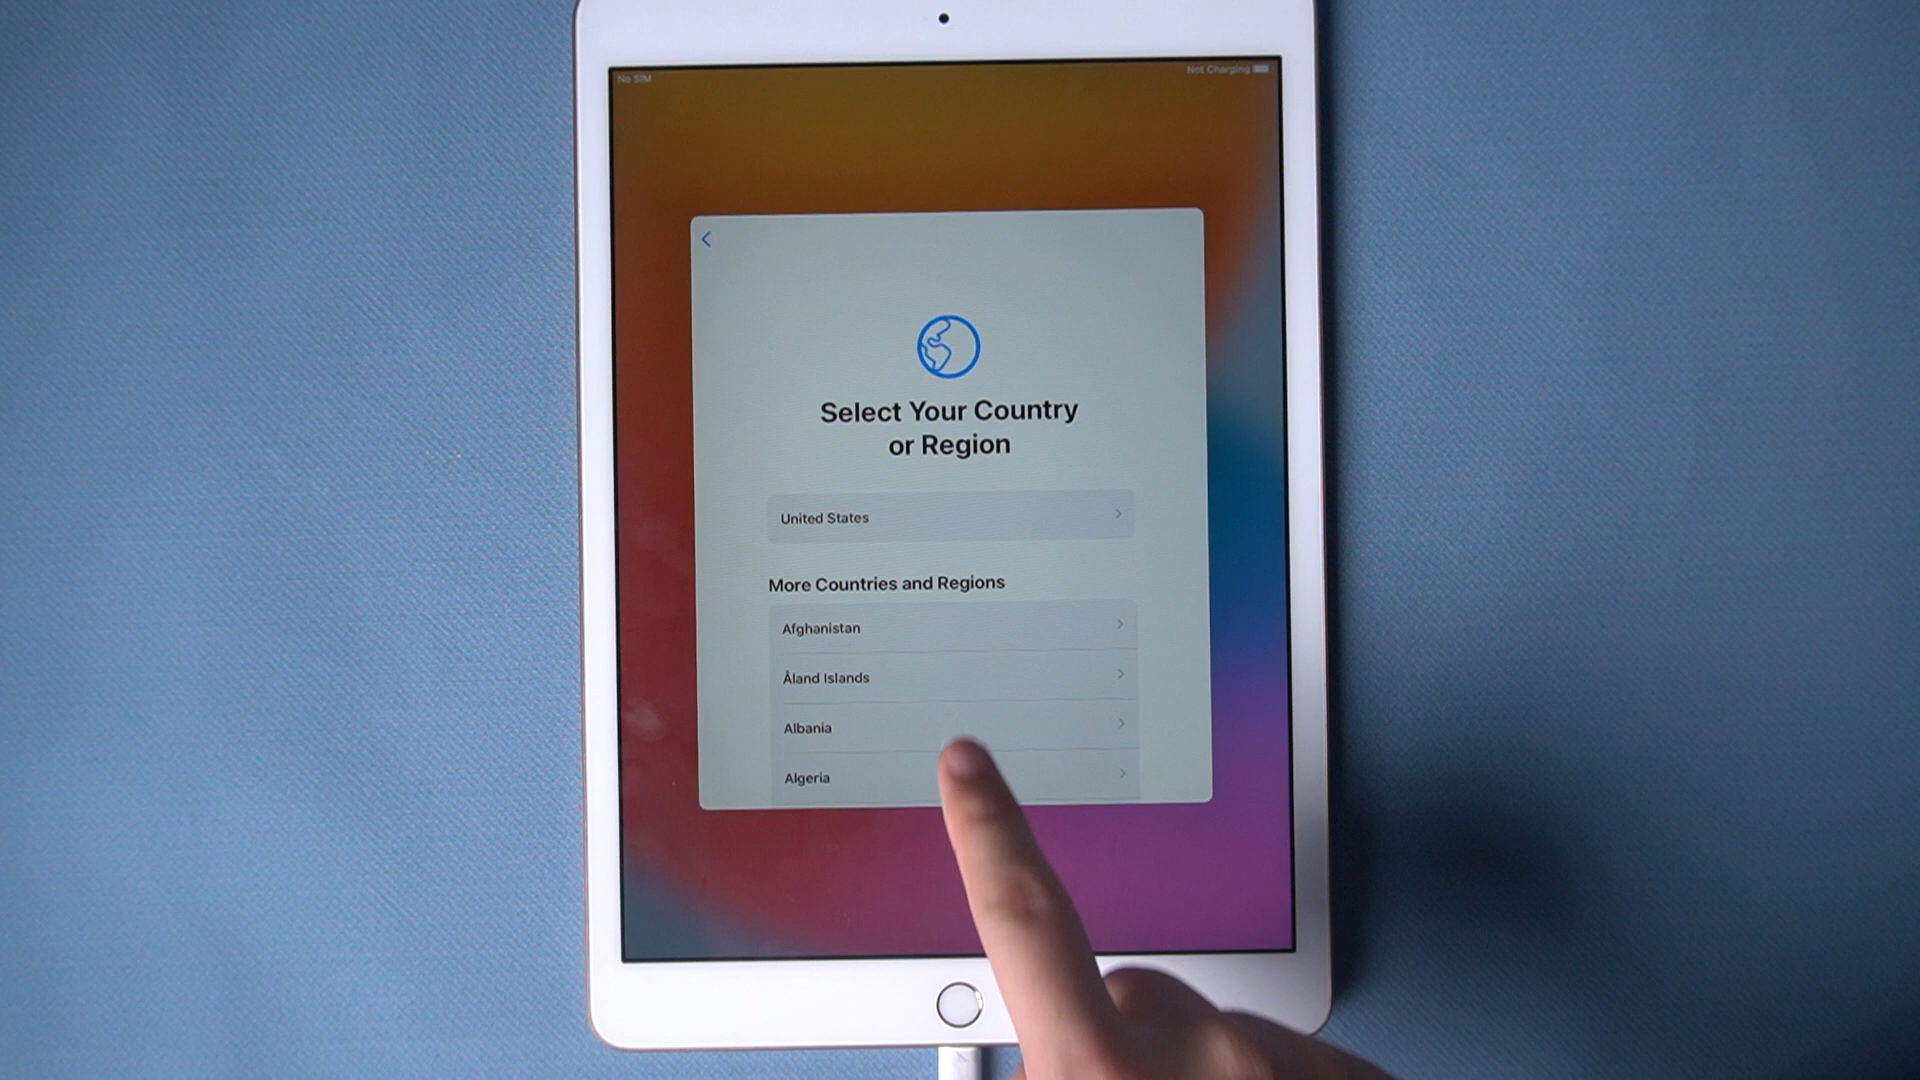 No SIM
Not Charging
Select Your Country
or Region
United States
More Countries and Regions
Afghanistan
Åland Islands
Albania
Algeria